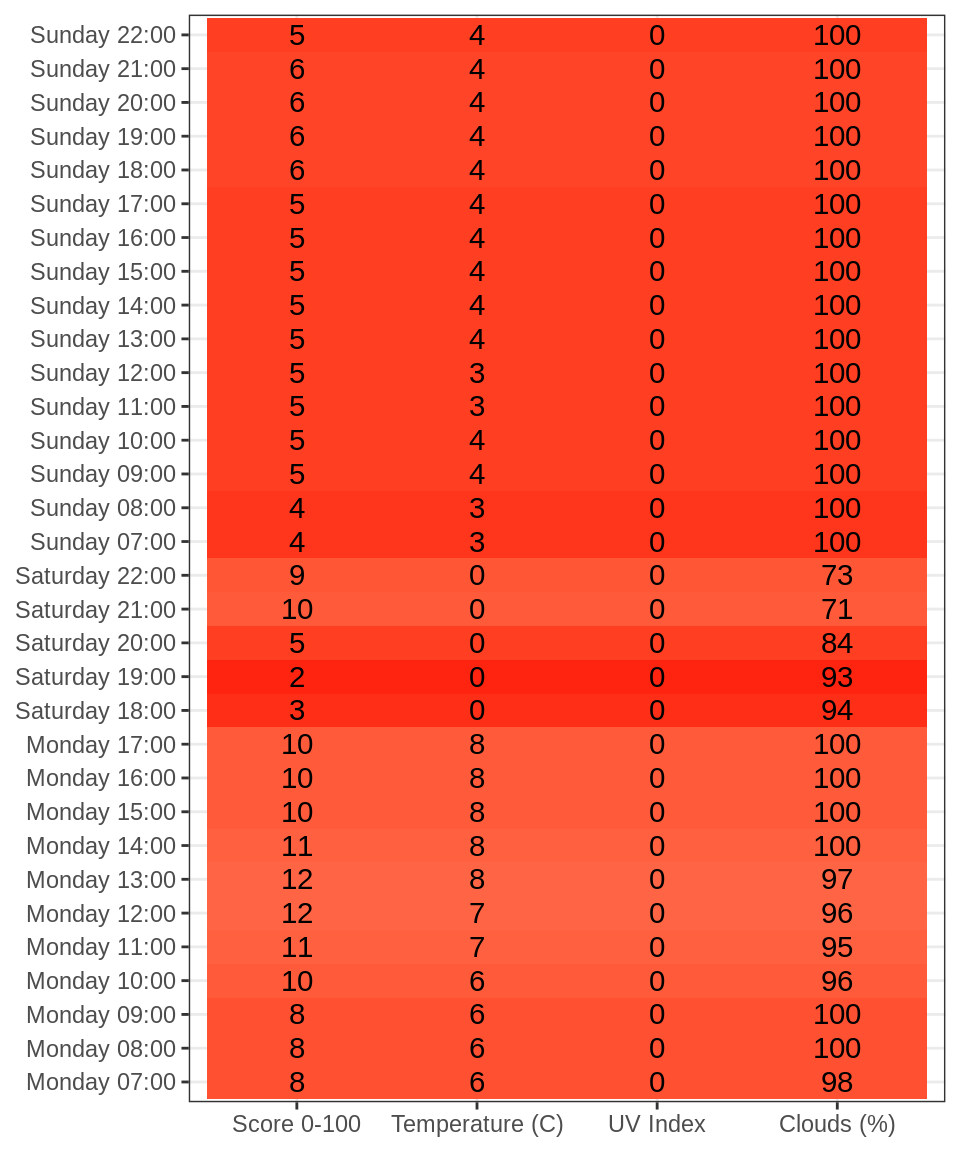 Sunday 22:00 5 4 0 100
Sunday 21:00 6 4 0 100
Sunday 20:00 6 4 0 100
Sunday 19:00 6 4 0 100
Sunday 18:00 6 4 0 100
Sunday 17:00 5 4 0 100
Sunday 16:00 5 4 0 100
Sunday 15:00 5 4 0 100
Sunday 14:00 5 4 0 100
Sunday 13:00 5 4 0 100
Sunday 12:00 5 3 0 100
Sunday 11:00 5 3 0 100
Sunday 10:00 5 4 0 100
Sunday 09:00 5 4 0 100
Sunday 08:00 4 3 0 100
Sunday 07:00 4 3 0 100
Saturday 22:00 9 0 0 73
Saturday 21:00 10 0 0 71
Saturday 20:00 5 0 0 84
Saturday 19:00 2 0 0 93
Saturday 18:00 3 0 0 94
Monday 17:00 10 8 0 100
Monday 16:00 10 8 0 100
Monday 15:00 10 8 0 100
Monday 14:00 11 8 0 100
Monday 13:00 12 8 0 97
Monday 12:00 12 7 0 96
Monday 11:00 11 7 0 95
Monday 10:00 10 6 0 96
Monday 09:00 8 6 0 100
Monday 08:00 8 6 0 100
Monday 07:00 8 6 0 98
Score 0-100 Temperature (C) UV Index Clouds (%)